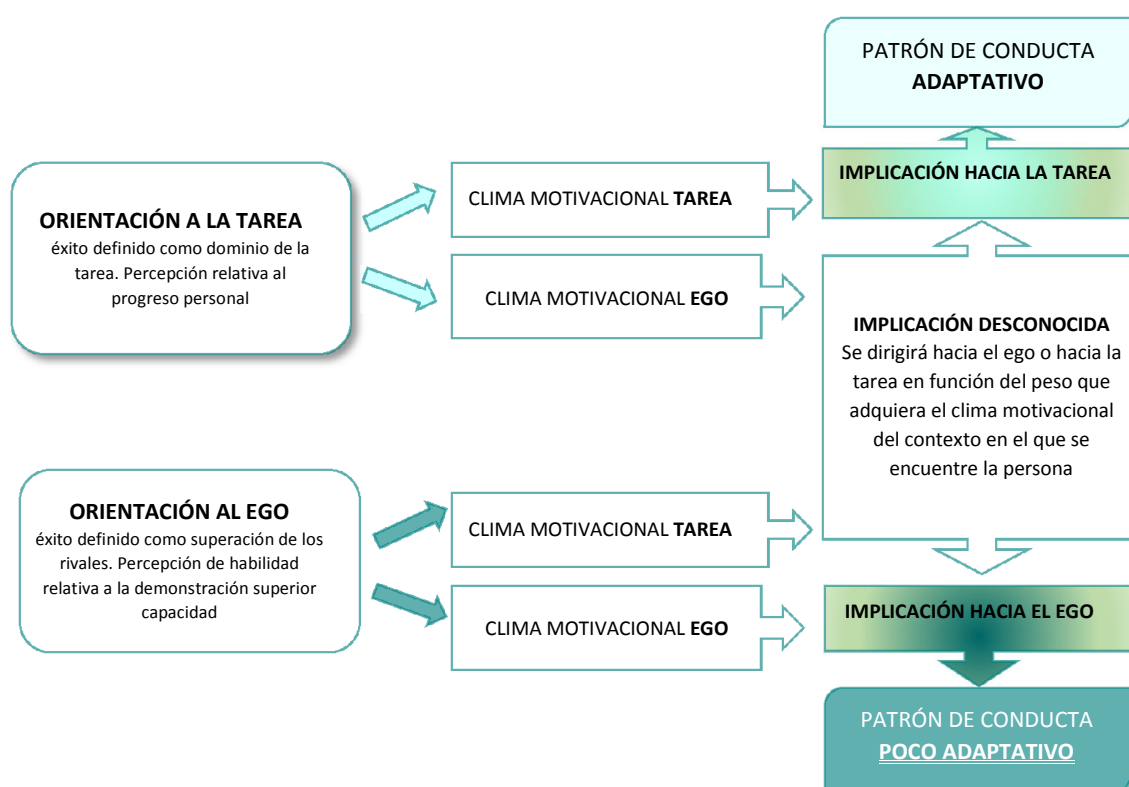 PATRÓN DE CONDUCTA
ADAPTATIVO
IMPLICACIÓN HACIA LA TAREA
ORIENTACIÓN A LA TAREA
éxito definido como dominio de la
tarea. Percepción relativa al
progreso personal
CLIMA MOTIVACIONAL TAREA
CLIMA MOTIVACIONAL EGO
IMPLICACIÓN DESCONOCIDA
Se dirigirá hacia el ego o hacia la
tarea en función del peso que
adquiera el clima motivacional
del contexto en el que se
encuentre la persona
ORIENTACIÓN AL EGO
éxito definido como superación de los
rivales. Percepción de habilidad
relativa a la demonstración superior
capacidad
CLIMA MOTIVACIONAL TAREA
CLIMA MOTIVACIONAL EGO
IMPLICACIÓN HACIA EL EGO
PATRÓN DE CONDUCTA
POCO ADAPTATIVO